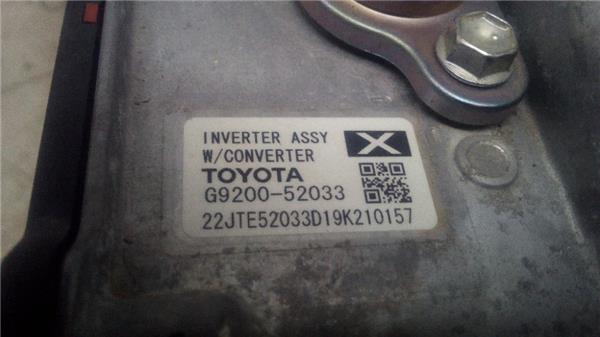 INVERTER ASSY
W/CONVERTER
X
TOYOTA
G9200-52033
22JTE52033D19K210157